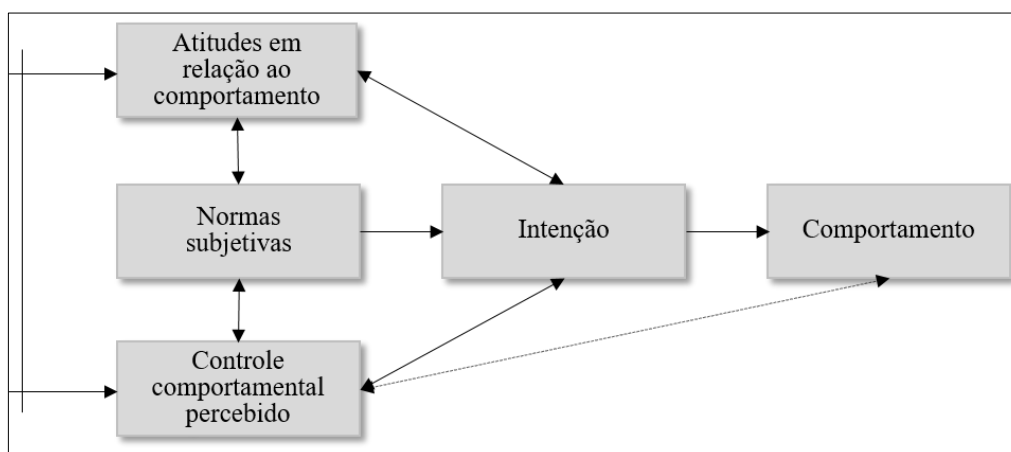 Atitudes em
relação ao
comportamento
Normas
subjetivas
Intenção
Comportamento
Controle
comportamental
percebido